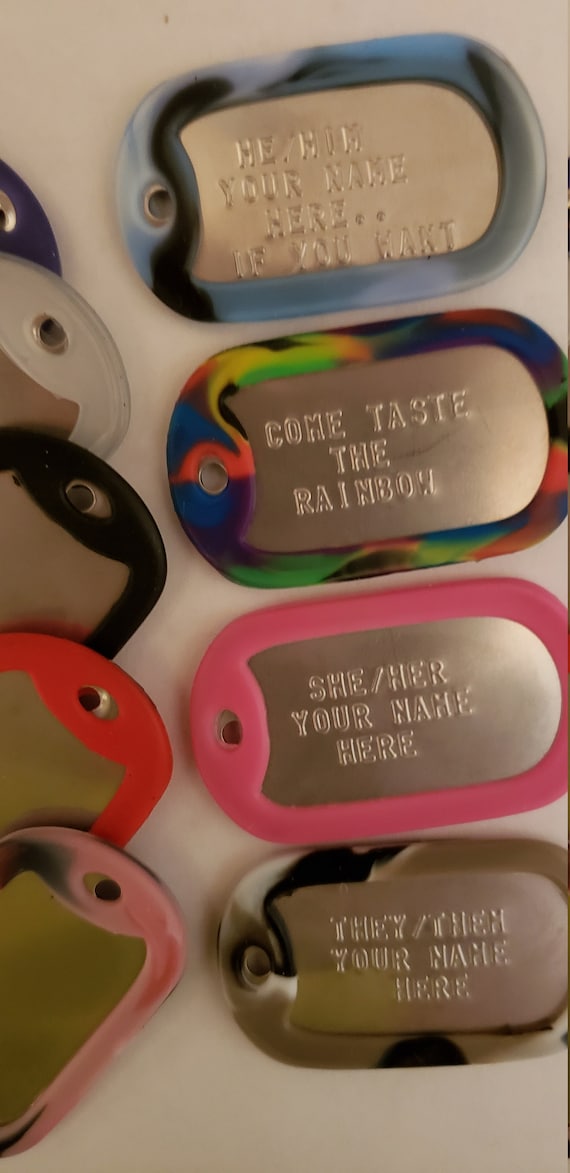 HE/HIM
YOUR NAME
HERE..
IF YOU WANT
COME TASTE
THE
RAINBOW
SHE/HER
YOUR NAME
HERE
THEY/THEM
YOUR NAME
HERE